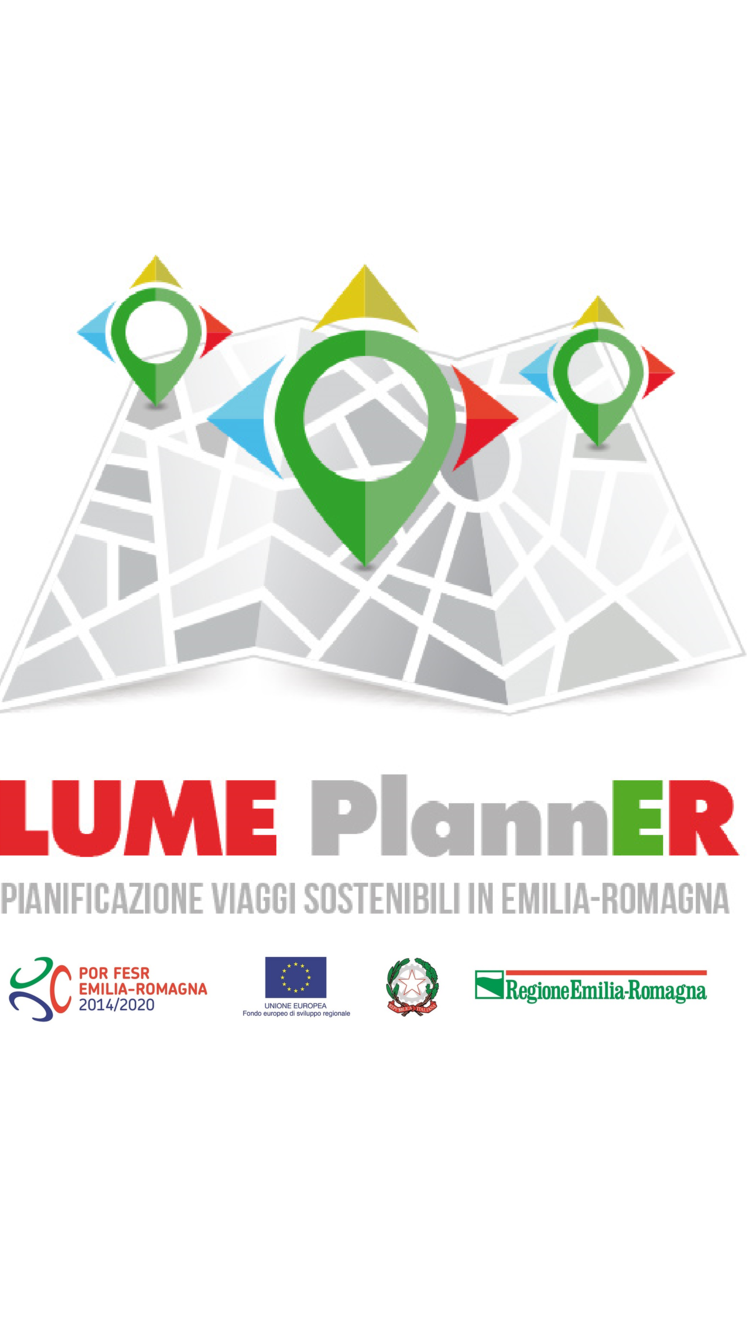 LUME PlannER
PIANIFICAZIONE VIAGGI SOSTENIBILI IN EMILIA-ROMAGNA
POR FESR
EMILIA-ROMAGNA
2014/2020
UNIONE EUROPEA
Fondo europeo di sviluppo regionale
RegioneEmilia-Romagna